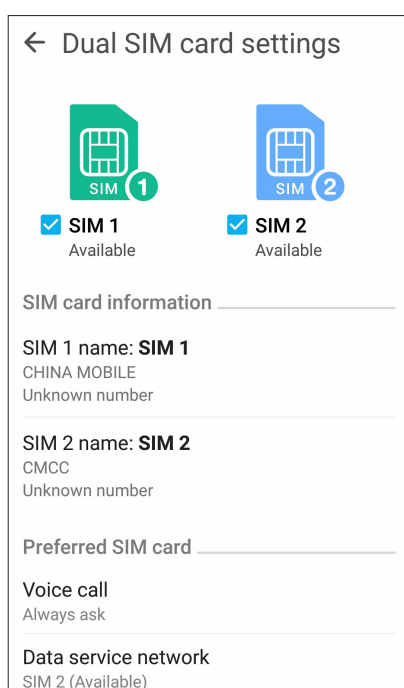 Dual SIM card settings
SIM 1
SIM 2
SIM 1
SIM 2
Available
Available
SIM card information
SIM 1 name: SIM 1
CHINA MOBILE
Unknown number
SIM 2 name: SIM 2
CMCC
Unknown number
Preferred SIM card
Voice call
Always ask
Data service network
SIM 2 (Available)